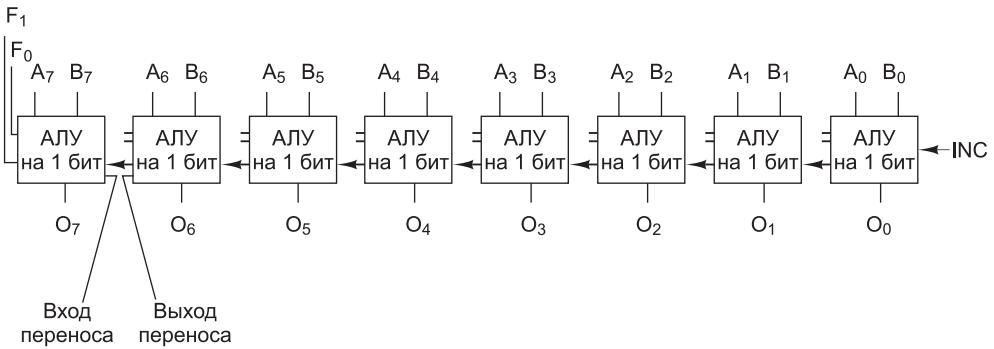 F₁
F₀
A₇ B₇ A₆ B₆ A₅ B₅ A₄ B₄ A₃ B₃ A₂ B₂ A₁ B₁ A₀ B₀
АЛУ АЛУ АЛУ АЛУ АЛУ АЛУ АЛУ АЛУ
на 1 бит на 1 бит на 1 бит на 1 бит на 1 бит на 1 бит на 1 бит на 1 бит INC
O₇ O₆ O₅ O₄ O₃ O₂ O₁ O₀
Вход Выход
переноса переноса